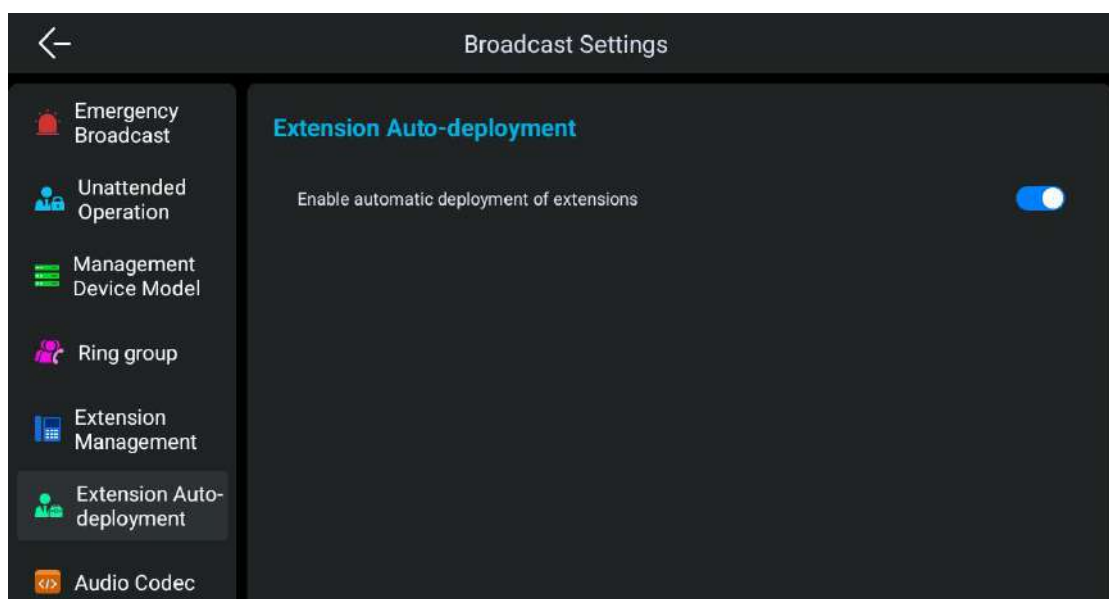 Broadcast Settings
Emergency
Broadcast
Unattended
Operation
Management
Device Model
Ring group
Extension
Management
Extension Auto-
deployment
Audio Codec
Extension Auto-deployment
Enable automatic deployment of extensions